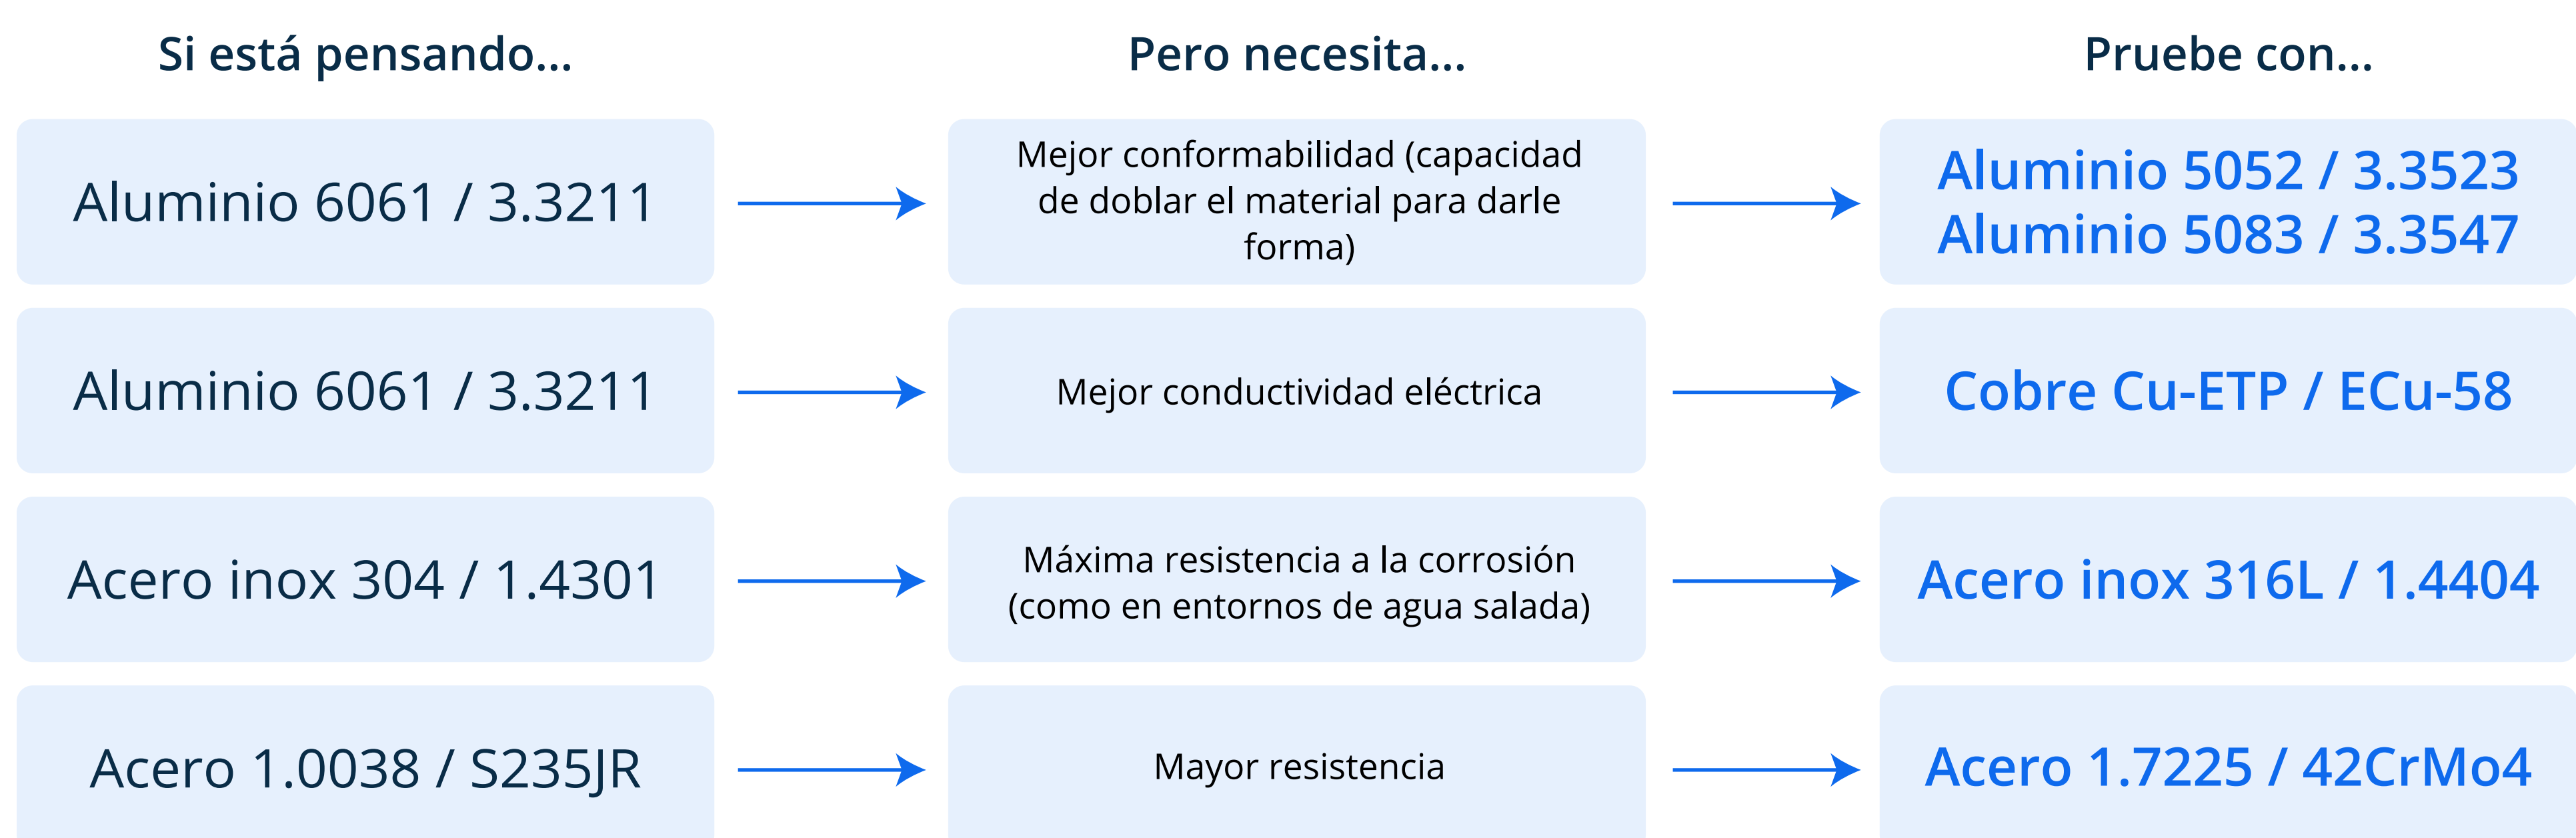 Si está pensando...
Pero necesita...
Pruebe con...
Aluminio 6061 / 3.3211
Mejor conformabilidad (capacidad
de doblar el material para darle
forma)
Aluminio 5052 / 3.3523
Aluminio 5083 / 3.3547
Aluminio 6061 / 3.3211
Mejor conductividad eléctrica
Cobre Cu-ETP / ECu-58
Acero inox 304 / 1.4301
Máxima resistencia a la corrosión
(como en entornos de agua salada)
Acero inox 316L / 1.4404
Acero 1.0038 / S235JR
Mayor resistencia
Acero 1.7225 / 42CrMo4